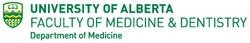 UNIVERSITY OF ALBERTA
FACULTY OF MEDICINE & DENTISTRY
Department of Medicine